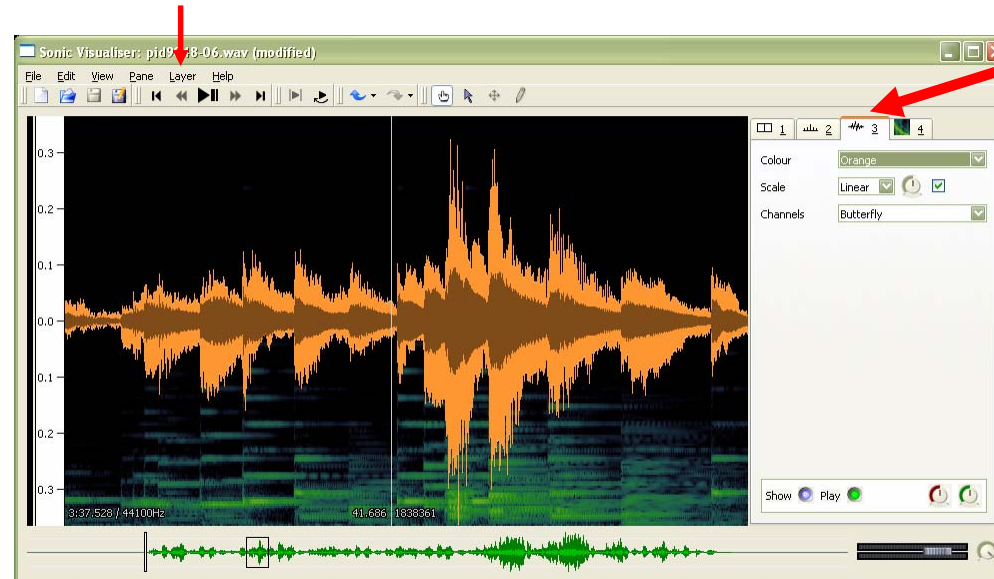 Sonic Visualiser: pid9 48-06.wav (modified)
File Edit View Pane Layer Help
1 2 3 4
Colour Orange
Scale Linear
Channels Butterfly
0.3
0.2
0.1
0.0
0.1
0.2
0.3
3:37.528 / 44100Hz 41.686 1838361
Show Play